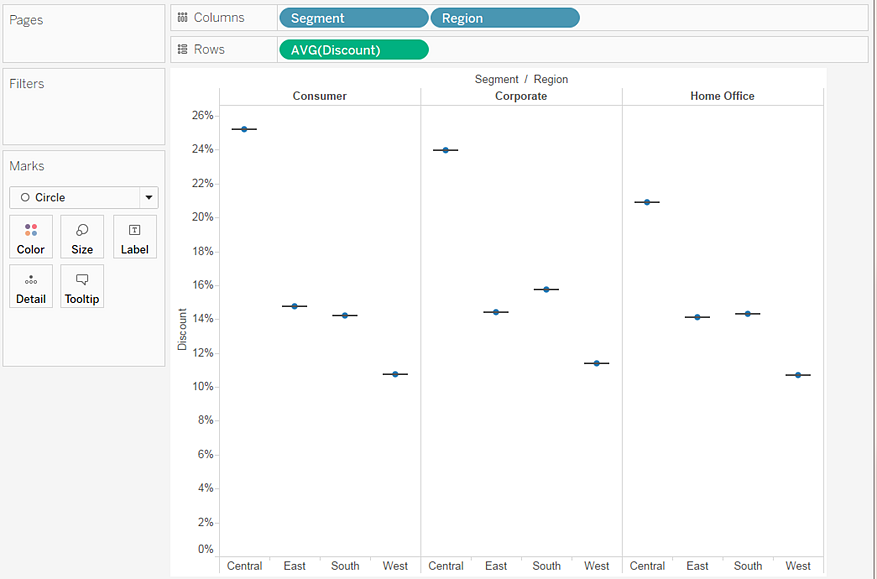 Pages
Columns
Segment
Region
Rows
AVG(Discount)
Filters
Marks
Circle
Color
Size
Label
Detail
Tooltip
Segment / Region
Consumer
Corporate
Home Office
26%
24%
22%
20%
18%
16%
14%
12%
10%
8%
6%
4%
2%
0%
Discount
Central
East
South
West
Central
East
South
West
Central
East
South
West